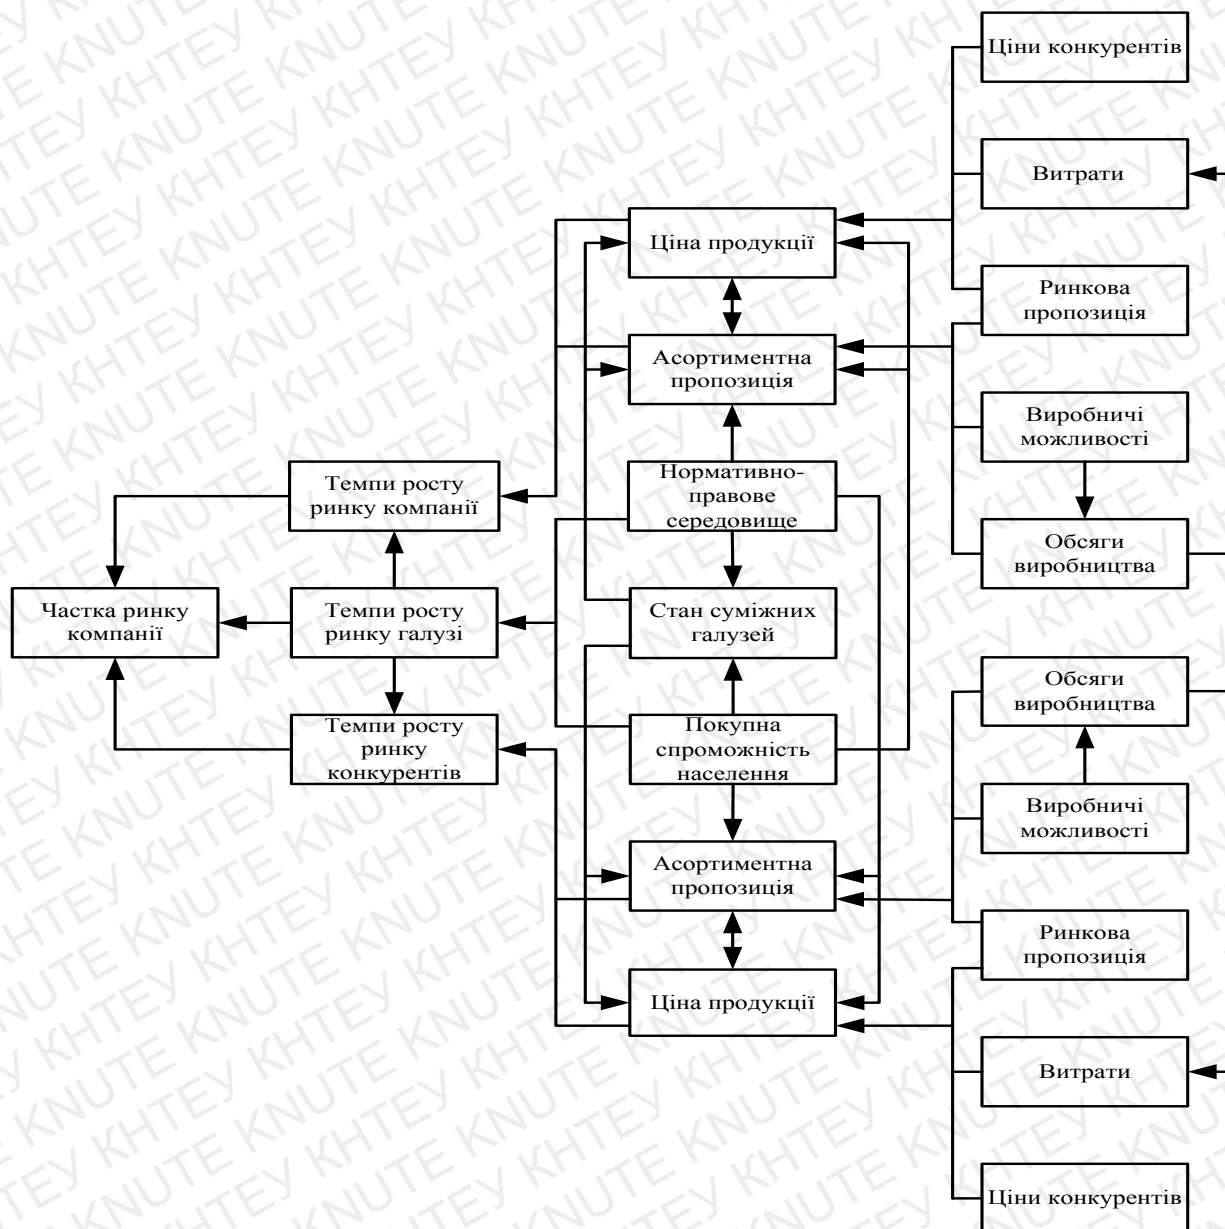 Ціни конкурентів
Витрати
Ціна продукції
Ринкова
пропозиція
Асортиментна
пропозиція
Виробничі
можливості
Темпи росту
ринку компанії
Нормативно-
правове
середовище
Обсяги
виробництва
Частка ринку
компанії
Темпи росту
ринку галузі
Стан суміжних
галузей
Обсяги
виробництва
Темпи росту
ринку
конкурентів
Покупна
спроможність
населення
Виробничі
можливості
Асортиментна
пропозиція
Ринкова
пропозиція
Ціна продукції
Витрати
Ціни конкурентів